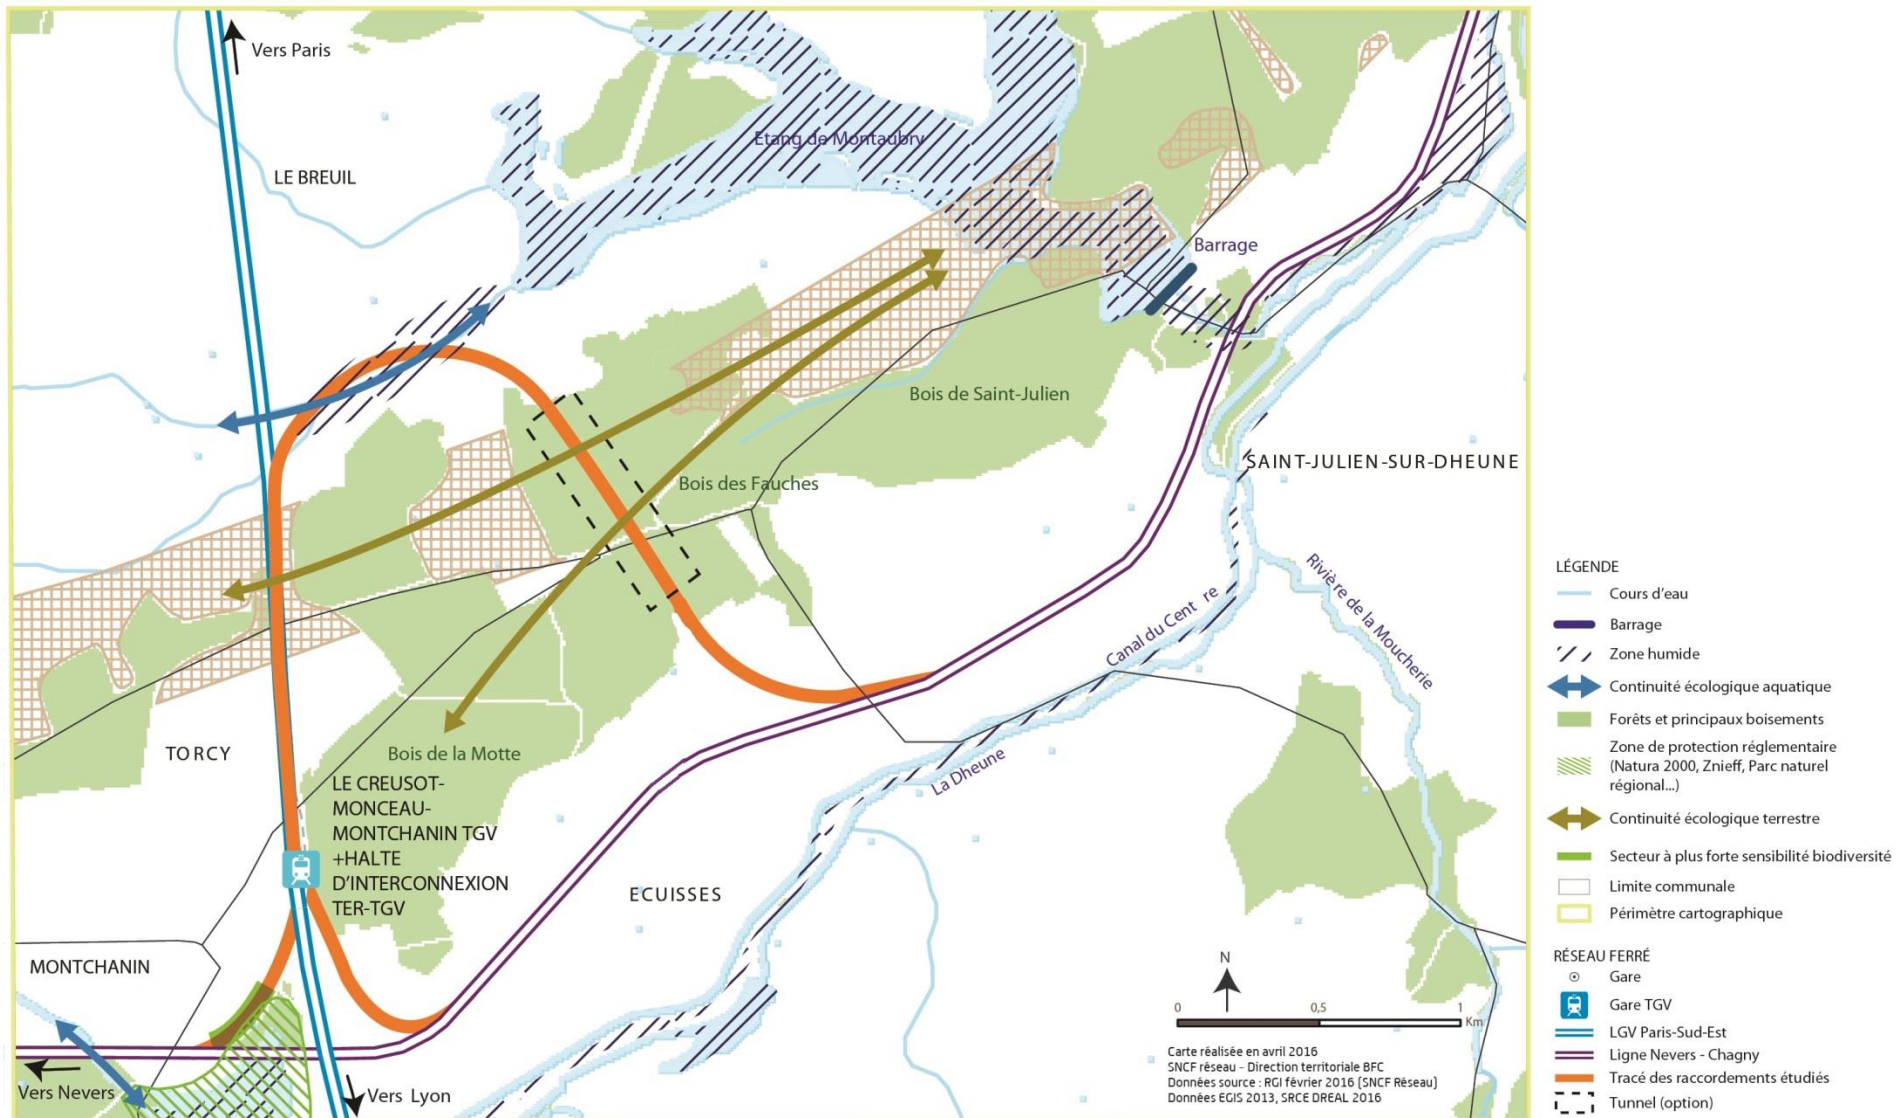 Vers Paris
LE BREUIL
Etang de Montaubry
Barrage
Bois de Saint-Julien
Bois des Fauches
SAINT-JULIEN-SUR-DHEUNE
Rivière de la Moucherie
Canal du Cent re
La Dheune
TORCY
Bois de la Motte
LE CREUSOT-
MONCEAU-
MONTCHANIN TGV
+HALTE
D'INTERCONNEXION
TER-TGV
ECUISSES
MONTCHANIN
Vers Nevers
Vers Lyon
N
0 0,5 1
Km
Carte réalisée en avril 2016
SNCF réseau - Direction territoriale BFC
Données source : RGI février 2016 [SNCF Réseau]
Données EGIS 2013, SRCE DREAL 2016
LÉGENDE
Cours d'eau
Barrage
Zone humide
Continuité écologique aquatique
Forêts et principaux boisements
Zone de protection réglementaire
(Natura 2000, Znieff, Parc naturel
régional...)
Continuité écologique terrestre
Secteur à plus forte sensibilité biodiversité
Limite communale
Périmètre cartographique
RÉSEAU FERRÉ
Gare
Gare TGV
LGV Paris-Sud-Est
Ligne Nevers - Chagny
Tracé des raccordements étudiés
Tunnel (option)